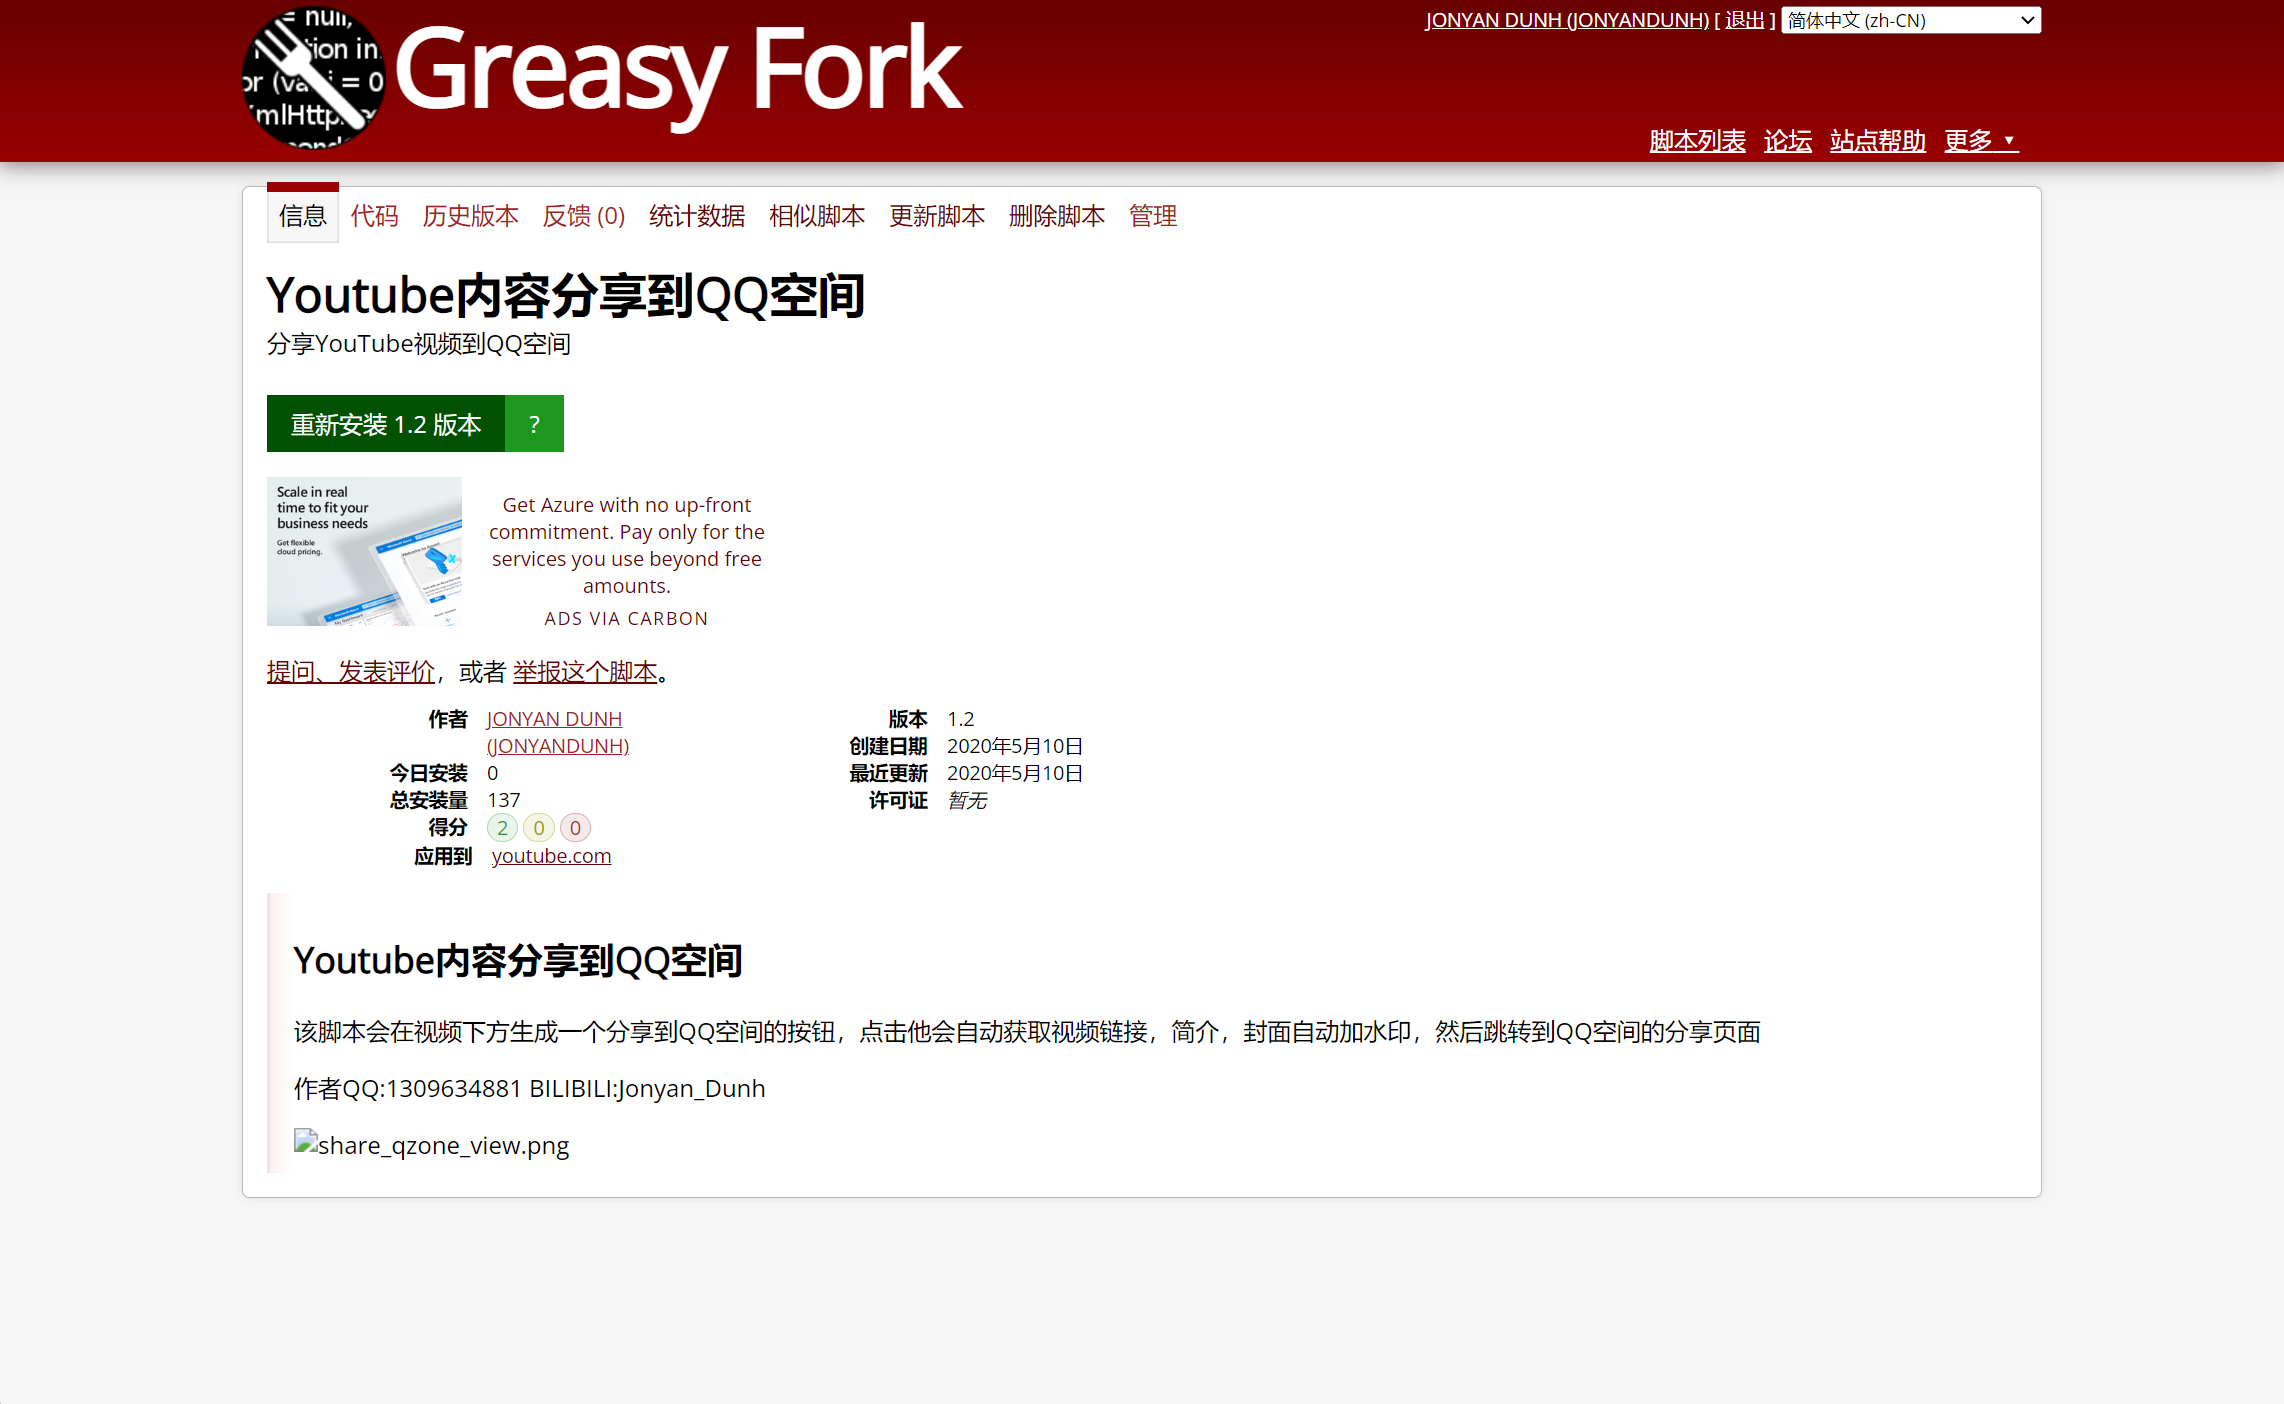 = null,
tion in
or (va i = 0
mlHttp
Greasy Fork
JONYAN DUNH (JONYANDUNH) [ 退出 ] 简体中文 (zh-CN)
脚本列表 论坛 站点帮助 更多 ▼
信息 代码 历史版本 反馈 (0) 统计数据 相似脚本 更新脚本 删除脚本 管理
Youtube内容分享到QQ空间
分享YouTube视频到QQ空间
重新安装 1.2 版本 ?
Scale in real
time to fit your
business needs
Get flexible
cloud pricing.
Get Azure with no up-front
commitment. Pay only for the
services you use beyond free
amounts.
ADS VIA CARBON
提问、发表评价，或者 举报这个脚本。
作者 JONYAN DUNH
(JONYANDUNH)
今日安装 0
总安装量 137
得分 2 0 0
应用到 youtube.com
版本 1.2
创建日期 2020年5月10日
最近更新 2020年5月10日
许可证 暂无
Youtube内容分享到QQ空间
该脚本会在视频下方生成一个分享到QQ空间的按钮，点击他会自动获取视频链接，简介，封面自动加水印，然后跳转到QQ空间的分享页面
作者QQ:1309634881 BILIBILI:Jonyan_Dunh
share_qzone_view.png